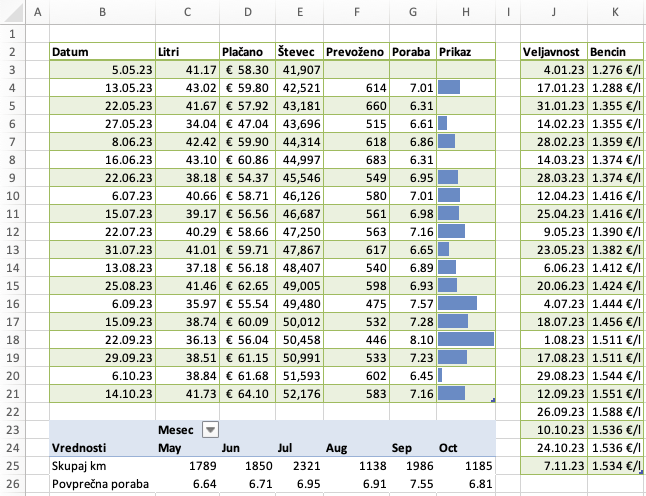 A B C D E F G H I J K
1
2 Datum Litri Plačano Števec Prevoženo Poraba Prikaz Veljavnost Bencin
3 5.05.23 41.17 € 58.30 41,907 4.01.23 1.276 €/l
4 13.05.23 43.02 € 59.80 42,521 614 7.01 17.01.23 1.288 €/l
5 22.05.23 41.67 € 57.92 43,181 660 6.31 31.01.23 1.355 €/l
6 27.05.23 34.04 € 47.04 43,696 515 6.61 14.02.23 1.355 €/l
7 8.06.23 42.42 € 59.90 44,314 618 6.86 28.02.23 1.359 €/l
8 16.06.23 43.10 € 60.86 44,997 683 6.31 14.03.23 1.374 €/l
9 22.06.23 38.18 € 54.37 45,546 549 6.95 28.03.23 1.374 €/l
10 6.07.23 40.66 € 58.71 46,126 580 7.01 12.04.23 1.416 €/l
11 15.07.23 39.17 € 56.56 46,687 561 6.98 25.04.23 1.416 €/l
12 22.07.23 40.29 € 58.66 47,250 563 7.16 9.05.23 1.390 €/l
13 31.07.23 41.01 € 59.71 47,867 617 6.65 23.05.23 1.382 €/l
14 13.08.23 37.18 € 56.18 48,407 540 6.89 6.06.23 1.412 €/l
15 25.08.23 41.46 € 62.65 49,005 598 6.93 20.06.23 1.424 €/l
16 6.09.23 35.97 € 55.54 49,480 475 7.57 4.07.23 1.444 €/l
17 15.09.23 38.74 € 60.09 50,012 532 7.28 18.07.23 1.456 €/l
18 22.09.23 36.13 € 56.04 50,458 446 8.10 1.08.23 1.511 €/l
19 29.09.23 38.51 € 61.15 50,991 533 7.23 17.08.23 1.511 €/l
20 6.10.23 38.84 € 61.68 51,593 602 6.45 29.08.23 1.544 €/l
21 14.10.23 41.73 € 64.10 52,176 583 7.16 12.09.23 1.551 €/l
22 26.09.23 1.588 €/l
23 Mesec 10.10.23 1.536 €/l
24 Vrednosti May Jun Jul Aug Sep Oct 24.10.23 1.536 €/l
25 Skupaj km 1789 1850 2321 1138 1986 1185 7.11.23 1.534 €/l
26 Povprečna poraba 6.64 6.71 6.95 6.91 7.55 6.81